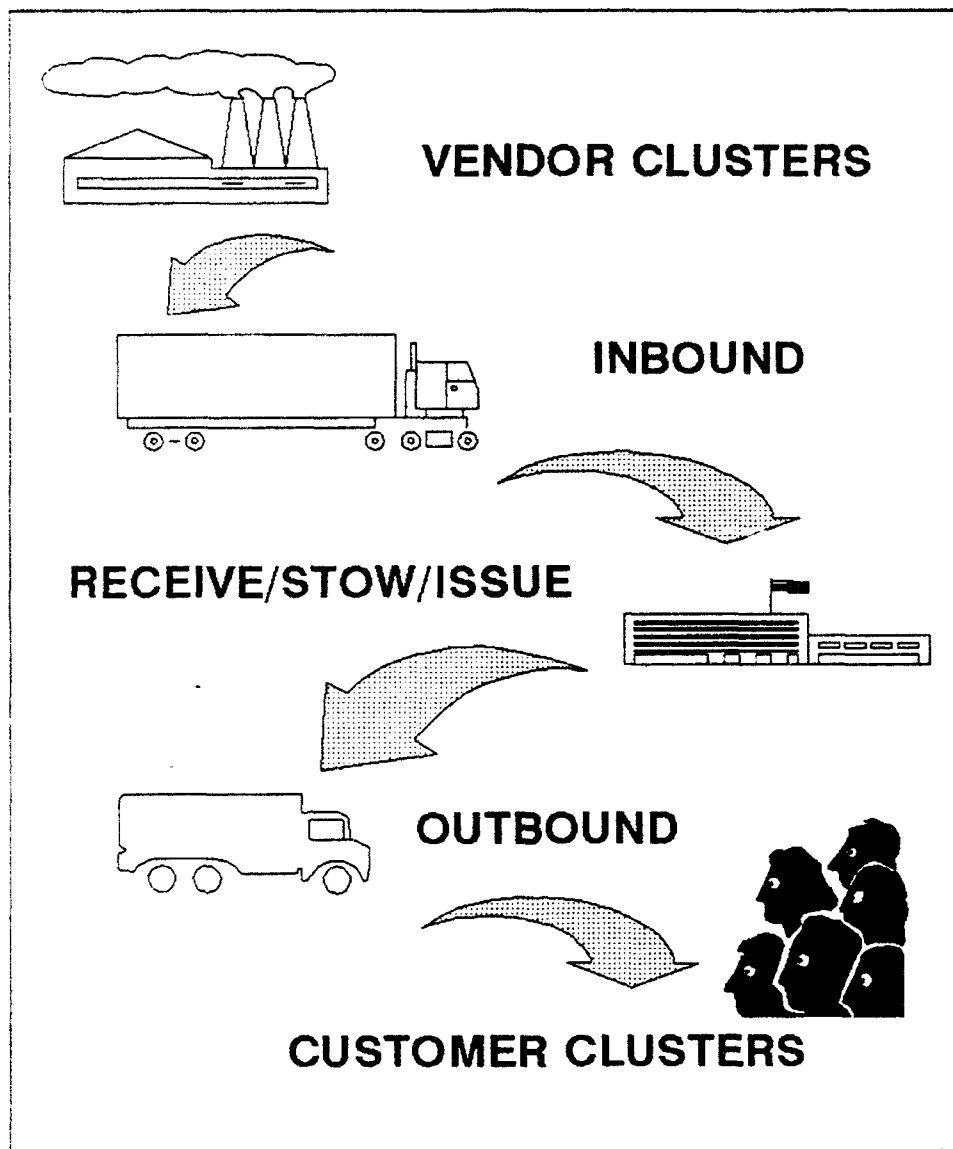 VENDOR CLUSTERS
INBOUND
RECEIVE/STOW/ISSUE
OUTBOUND
CUSTOMER CLUSTERS